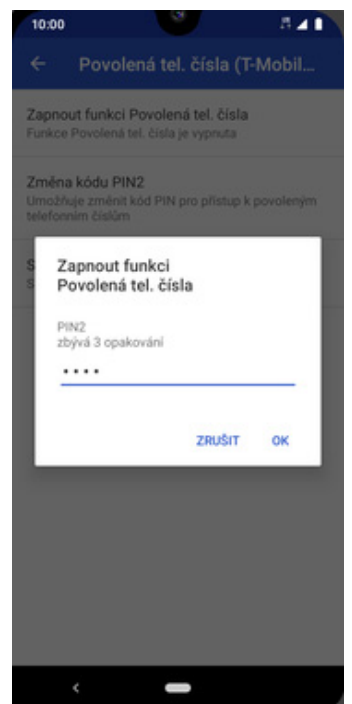 10:00
Povolená tel. čísla (T-Mobil...
Zapnout funkci Povolená tel. čísla
Funkce Povolená tel. čísla je vypnuta
Změna kódu PIN2
Umožňuje změnit kód PIN pro přístup k povoleným
telefonním číslům
S
S
Zapnout funkci
Povolená tel. čísla
PIN2
zbývá 3 opakování
....
ZRUŠIT OK